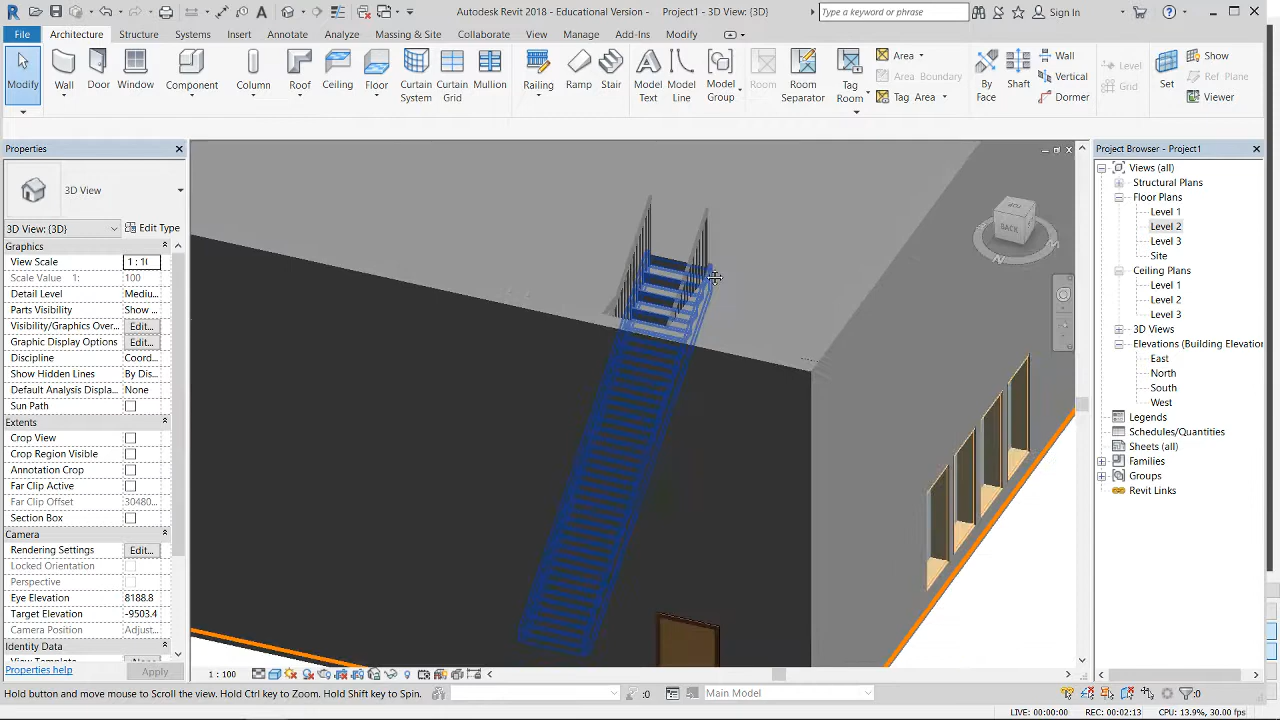 Autodesk Revit 2018 - Educational Version - Project1 - 3D View: {3D}
Type a keyword or phrase
Sign In
File Architecture Structure Systems Insert Annotate Analyze Massing & Site Collaborate View Manage Add-Ins Modify
Modify Wall Door Window Component Column Roof Ceiling Floor Curtain System Curtain Grid Mullion Railing Ramp Stair Model Text Model Line Model Group Room Room Separator Tag Room
Area
Area Boundary
Tag Area
By Face Shaft
Wall
Vertical
Dormer
Level
Grid
Set
Show
Ref Plane
Viewer
Properties
3D View
3D View: {3D} Edit Type
Graphics
View Scale 1 : 10
Scale Value 1: 100
Detail Level Mediu...
Parts Visibility Show ...
Visibility/Graphics Over... Edit...
Graphic Display Options Edit...
Discipline Coord...
Show Hidden Lines By Dis...
Default Analysis Displa... None
Sun Path
Extents
Crop View
Crop Region Visible
Annotation Crop
Far Clip Active
Far Clip Offset 30480...
Section Box
Camera
Rendering Settings Edit...
Locked Orientation
Perspective
Eye Elevation 8188.8
Target Elevation -9503.4
Camera Position Adjust...
Identity Data
Properties help Apply
BACK
TOP
N
Project Browser - Project1
Views (all)
Structural Plans
Floor Plans
Level 1
Level 2
Level 3
Site
Ceiling Plans
Level 1
Level 2
Level 3
3D Views
Elevations (Building Elevation
East
North
South
West
Legends
Schedules/Quantities
Sheets (all)
Families
Groups
Revit Links
1 : 100
Hold button and move mouse to Scroll the view. Hold Ctrl key to Zoom. Hold Shift key to Spin.
:0
Main Model
:0
LIVE: 00:00:00 REC: 00:02:13 CPU: 13.9%, 30.00 fps